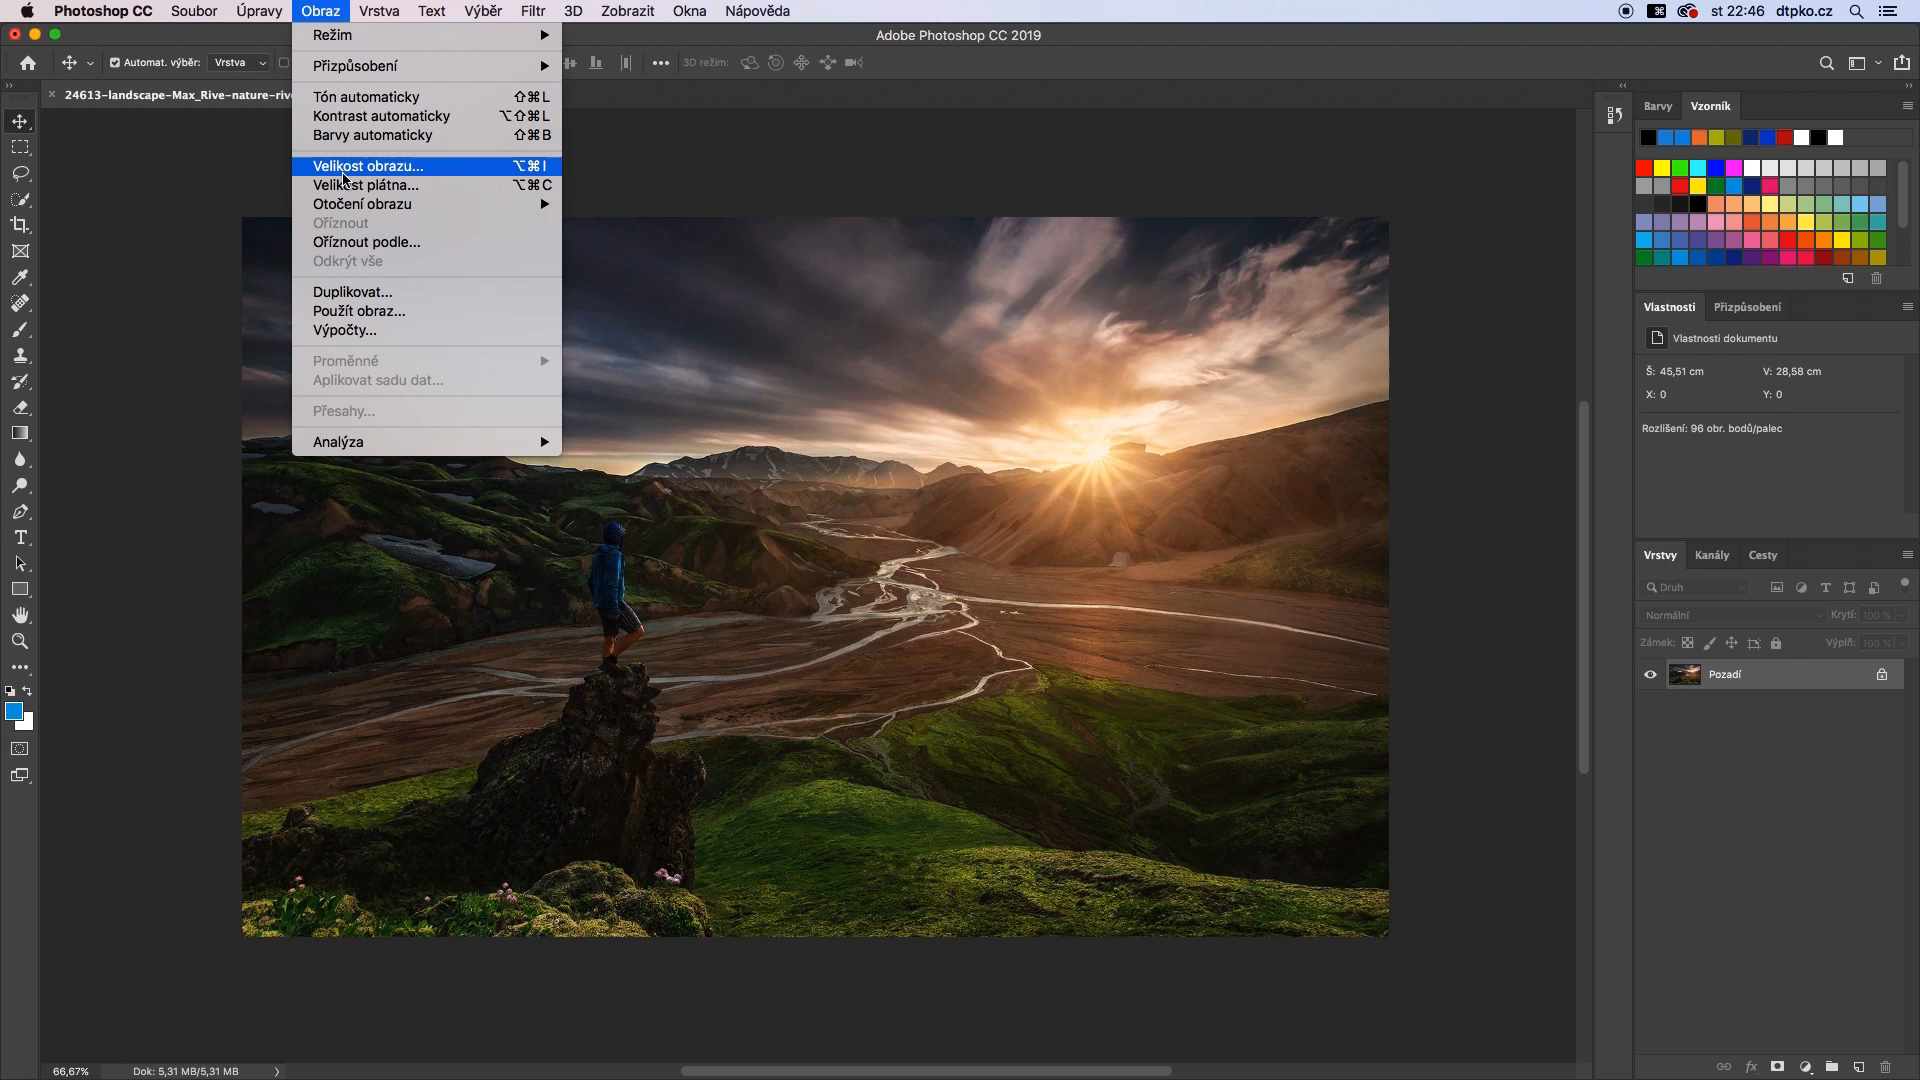 Photoshop CC Soubor Úpravy Obraz Vrstva Text Výběr Filtr 3D Zobrazit Okna Nápověda st 22:46 dtpko.cz
Adobe Photoshop CC 2019
Automat. výběr: Vrstva 3D režim:
24613-landscape-Max_Rive-nature-rive
Režim
Přizpůsobení
Tón automaticky ⇧⌘L
Kontrast automaticky ⌥⇧⌘L
Barvy automaticky ⇧⌘B
Velikost obrazu... ⌥⌘I
Velikost plátna... ⌥⌘C
Otočení obrazu
Oříznout
Oříznout podle...
Odkrýt vše
Duplikovat...
Použít obraz...
Výpočty...
Proměnné
Aplikovat sadu dat...
Přesahy...
Analýza
Barvy Vzorník
Vlastnosti Přizpůsobení
Vlastnosti dokumentu
Š: 45,51 cm V: 28,58 cm
X: 0 Y: 0
Rozlišení: 96 obr. bodů/palec
Vrstvy Kanály Cesty
Druh
Normální Krytí: 100 %
Zámek: Výplň: 100 %
Pozadí
66,67% Dok: 5,31 MB/5,31 MB
fx